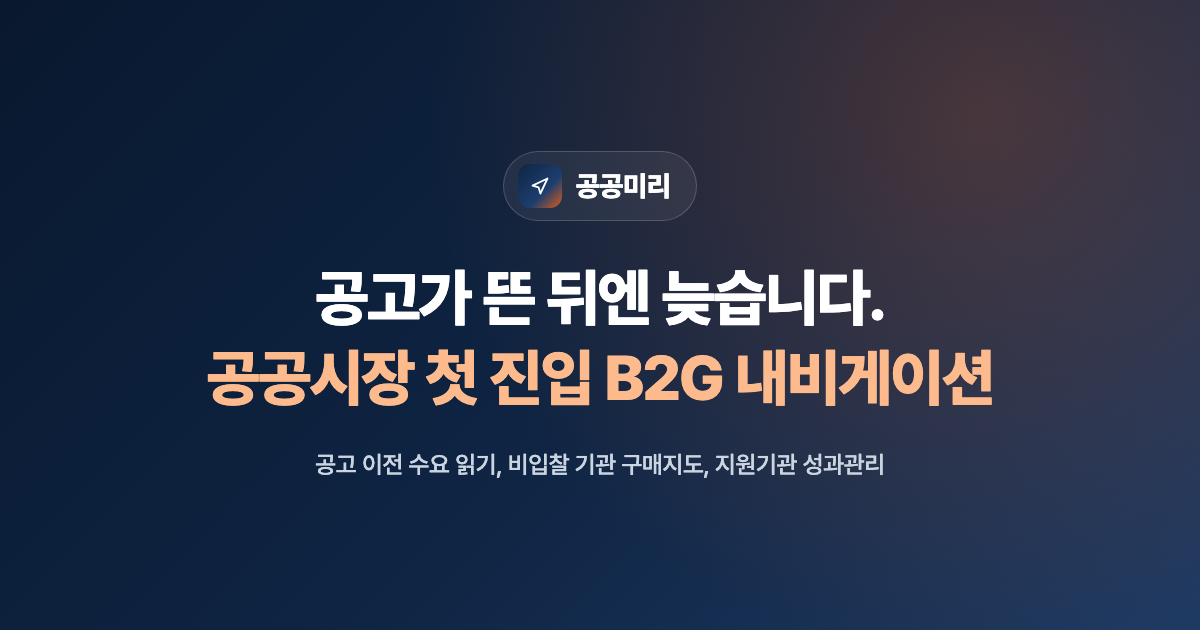 공공미리
공고가 뜬 뒤엔 늦습니다.
공공시장 첫 진입 B2G 내비게이션
공고 이전 수요 읽기, 비입찰 기관 구매지도, 지원기관 성과관리